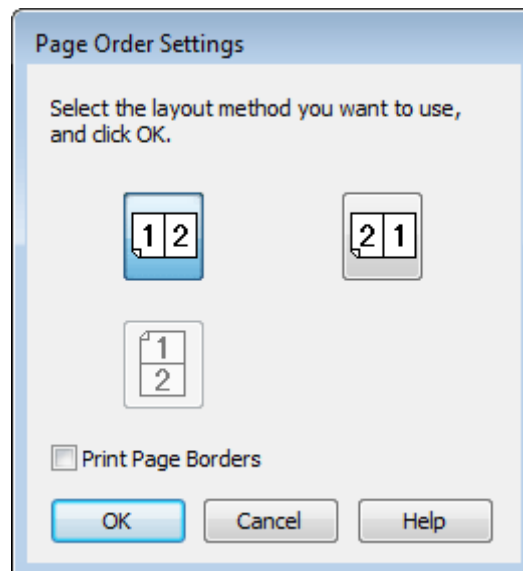 Page Order Settings
Select the layout method you want to use,
and click OK.
1 2
2 1
1
2
Print Page Borders
OK
Cancel
Help